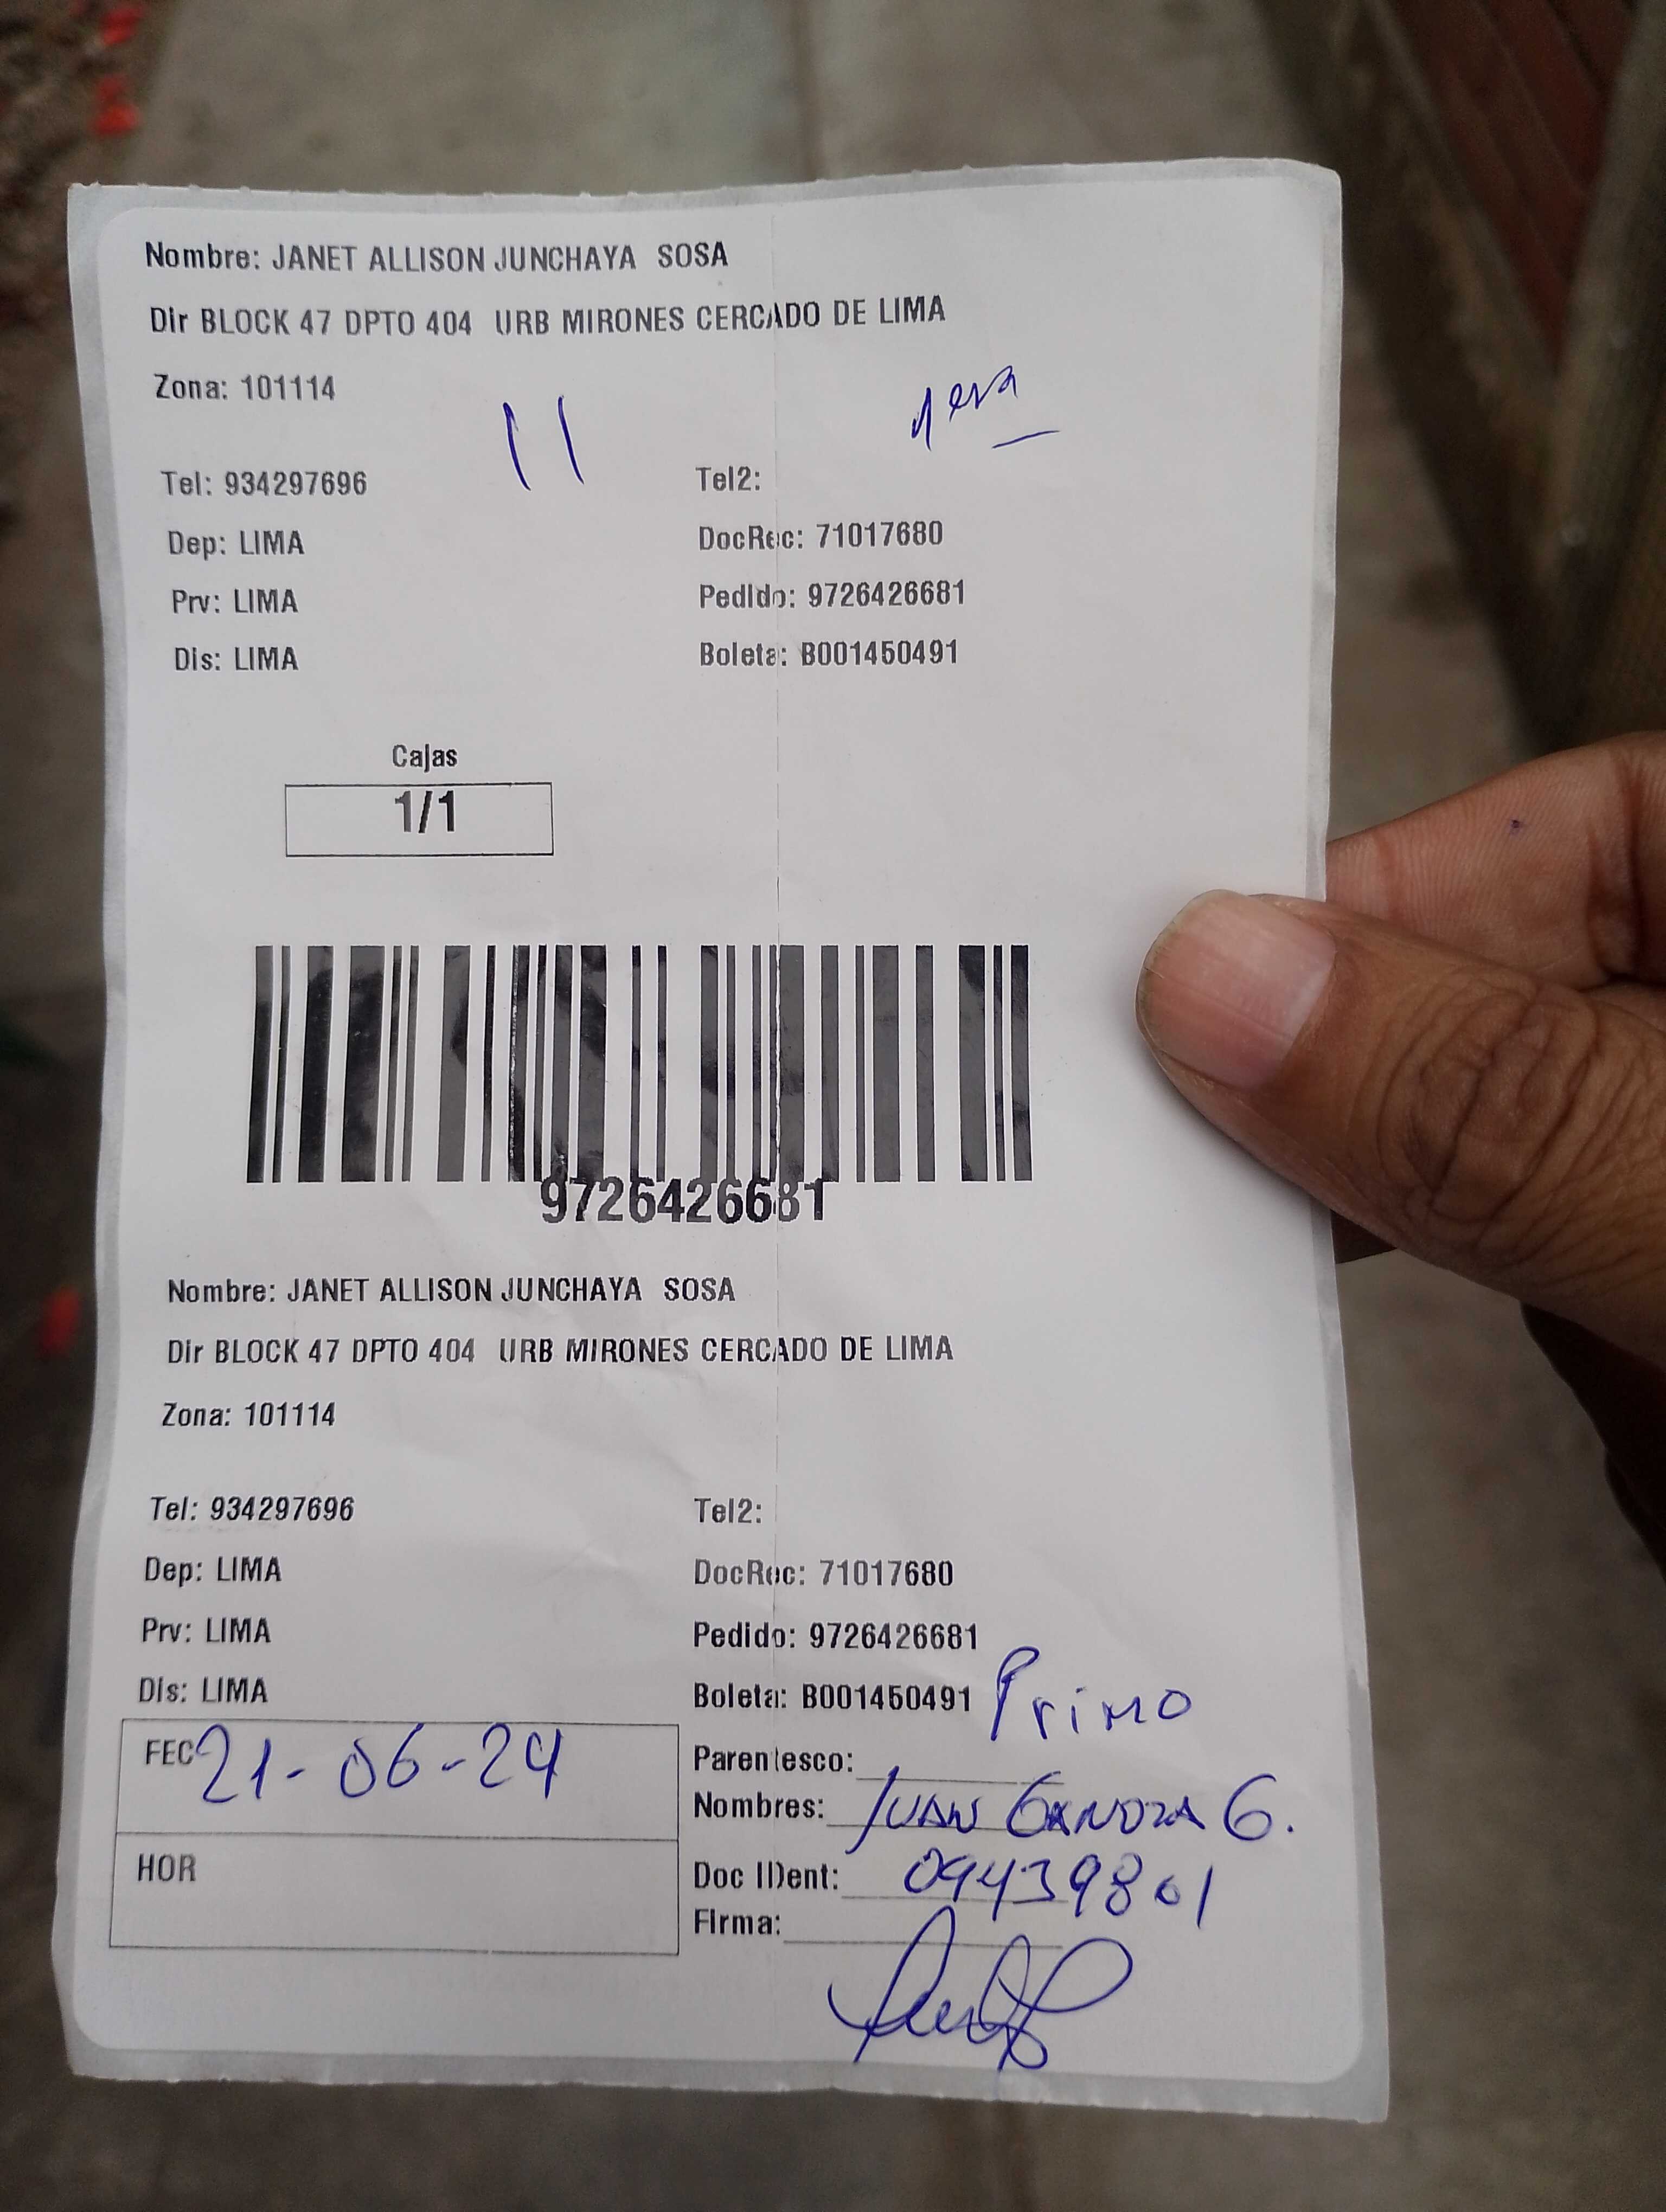 Nombre: JANET ALLISON JUNCHAYA SOSA
Dir BLOCK 47 DPTO 404 URB MIRONES CERCADO DE LIMA
Zona: 101114
11
1era
Tel: 934297696 Tel2:
Dep: LIMA DocRec: 71017680
Prv: LIMA Pedido: 9726426681
Dis: LIMA Boleta: B001450491
Cajas
1/1
9726426681
Nombre: JANET ALLISON JUNCHAYA SOSA
Dir BLOCK 47 DPTO 404 URB MIRONES CERCADO DE LIMA
Zona: 101114
Tel: 934297696 Tel2:
Dep: LIMA DocRec: 71017680
Prv: LIMA Pedido: 9726426681
Dis: LIMA Boleta: B001450491
FEC 21-06-24 Parentesco: Primo
Nombres: JUAN GANOZA G.
HOR Doc IDent: 09439801
Firma: